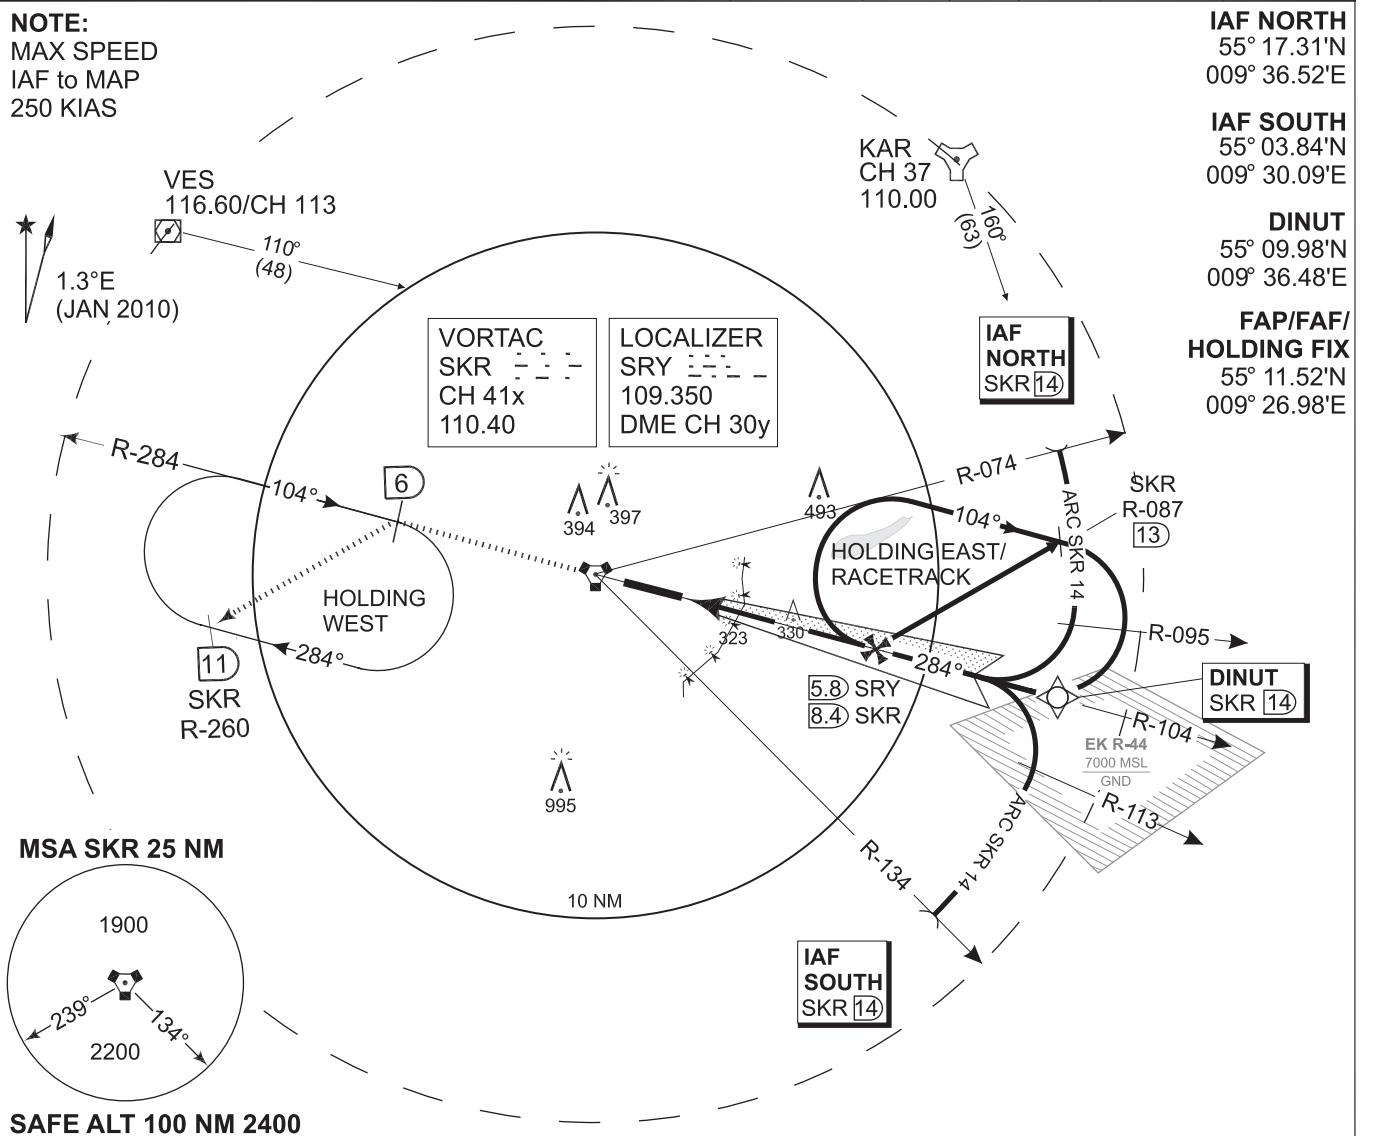 NOTE:
MAX SPEED
IAF to MAP
250 KIAS
IAF NORTH
55° 17.31'N
009° 36.52'E
IAF SOUTH
55° 03.84'N
009° 30.09'E
DINUT
55° 09.98'N
009° 36.48'E
FAP/FAF/
HOLDING FIX
55° 11.52'N
009° 26.98'E
KAR
CH 37
110.00
160°
(63)
VES
116.60/CH 113
110°
(48)
1.3°E
(JAN 2010)
VORTAC
SKR
CH 41x
110.40
LOCALIZER
SRY
109.350
DME CH 30y
IAF
NORTH
SKR 14
R-284
104°
6
394
397
493
R-074
ARC SKR 14
SKR
R-087
13
104°
HOLDING EAST/
RACETRACK
HOLDING
WEST
284°
11
SKR
R-260
323
330
284°
5.8 SRY
8.4 SKR
R-095
DINUT
SKR 14
R-104
EK R-44
7000 MSL
GND
R-113
ARC SKR 14
R-134
995
10 NM
IAF
SOUTH
SKR 14
MSA SKR 25 NM
1900
239°
134°
2200
SAFE ALT 100 NM 2400